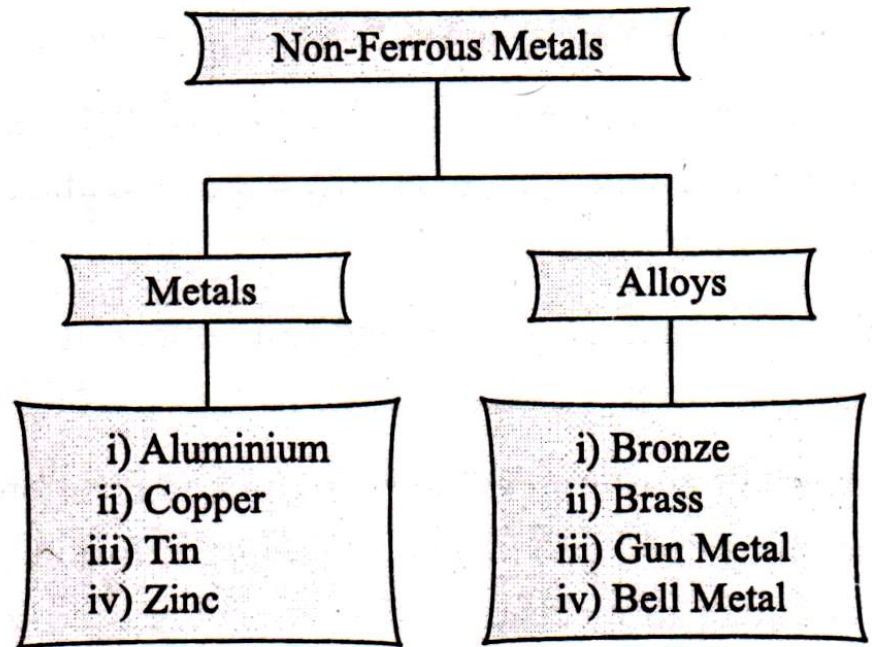 Non-Ferrous Metals
Metals
Alloys
i) Aluminium
ii) Copper
iii) Tin
iv) Zinc
i) Bronze
ii) Brass
iii) Gun Metal
iv) Bell Metal